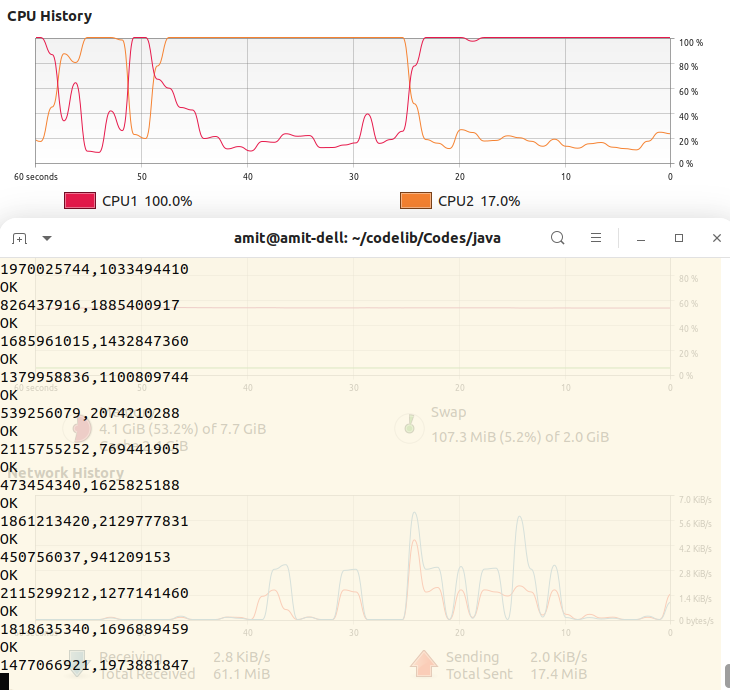 CPU History
100 %
80 %
60 %
40 %
20 %
0 %
60 seconds 50 40 30 20 10 0
CPU1 100.0% CPU2 17.0%
amit@amit-dell: ~/codelib/Codes/java
1970025744,1033494410
80 %
OK
826437916,1885400917
60 %
OK
40 %
1685961015,1432847360
20 %
OK
0 %
1379958836,1100809744
60 seconds 50 40 30 20 10 0
OK
539256079,2074210288
Swap
OK
4.1 GiB (53.2%) of 7.7 GiB
107.3 MiB (5.2%) of 2.0 GiB
2115755252,769441905
OK
Network History
473454340,1625825188
7.0 KiB/s
OK
1861213420,2129777831
5.6 KiB/s
OK
4.2 KiB/s
450756037,941209153
OK
2.8 KiB/s
2115299212,1277141460
1.4 KiB/s
OK
0 bytes/s
1818635340,1696889459
50 40 30 20 10 0
OK
Receiving 2.8 KiB/s Sending 2.0 KiB/s
1477066921,1973881847
Total Received 61.1 MiB Total Sent 17.4 MiB